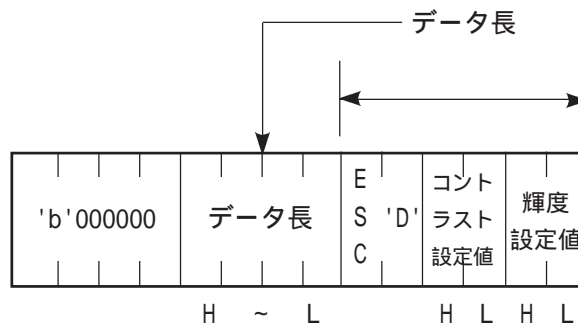 データ長
'b'000000
データ長
E
S
C
'D'
コント
ラスト
設定値
輝度
設定値
H ~ L H L H L